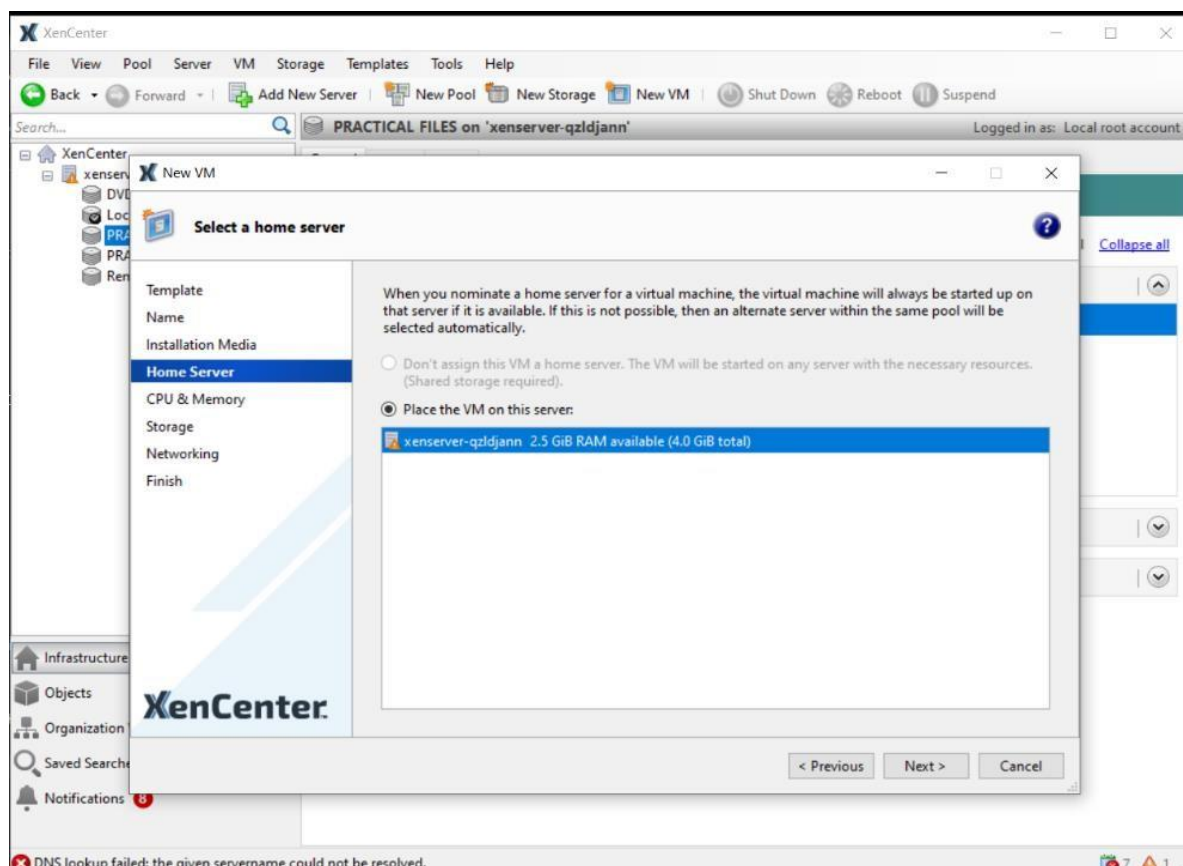 XenCenter
File View Pool Server VM Storage Templates Tools Help
Back Forward Add New Server New Pool New Storage New VM Shut Down Reboot Suspend
Search... PRACTICAL FILES on 'xenserver-qzldjann' Logged in as: Local root account
XenCenter
New VM
Select a home server
Collapse all
Template
Name
Installation Media
Home Server
CPU & Memory
Storage
Networking
Finish
When you nominate a home server for a virtual machine, the virtual machine will always be started up on
that server if it is available. If this is not possible, then an alternate server within the same pool will be
selected automatically.
Don't assign this VM a home server. The VM will be started on any server with the necessary resources.
(Shared storage required).
Place the VM on this server:
xenserver-qzldjann 2.5 GiB RAM available (4.0 GiB total)
XenCenter
< Previous Next > Cancel
Infrastructure
Objects
Organization
Saved Searche
Notifications 8
DNS lookup failed: the given servername could not be resolved. 7 1